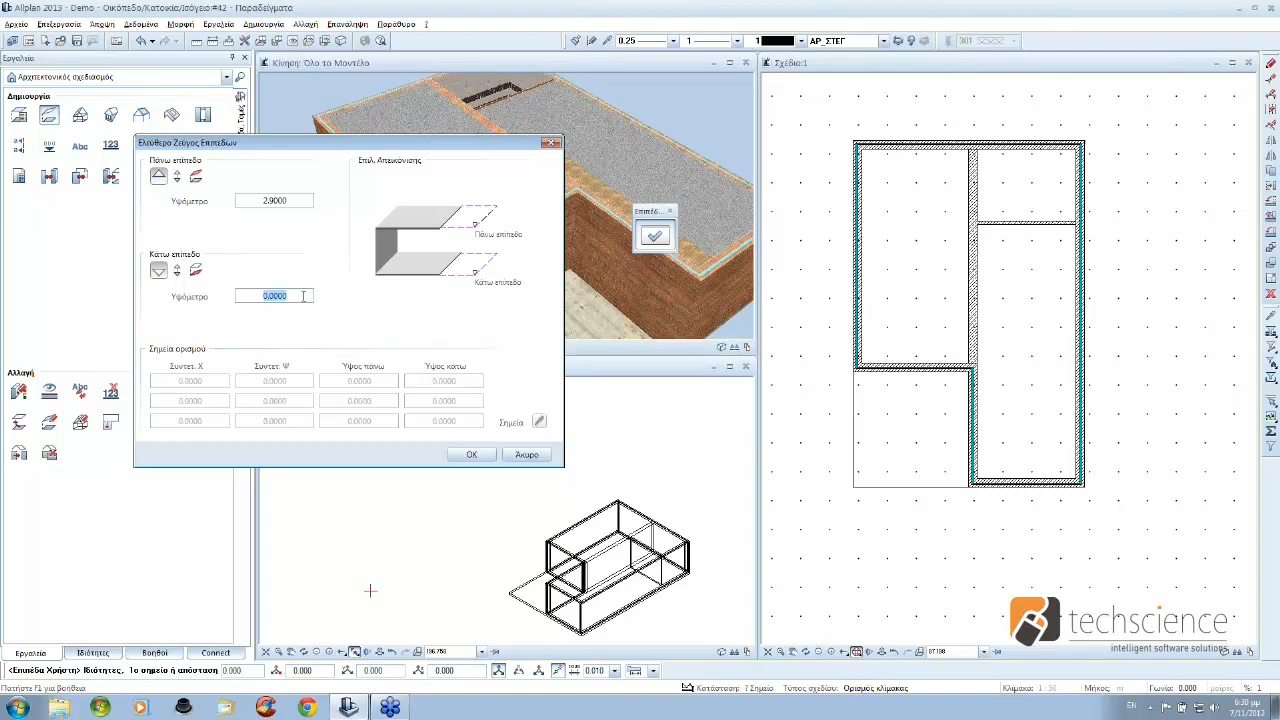 Allplan 2013 - Demo - Οικόπεδο/Κατοικία/Ισόγειο:#42 - Παραδείγματα
Αρχείο Επεξεργασία Άποψη Δεδομένα Μορφή Εργαλεία Δημιουργία Αλλαγή Επανάληψη Παράθυρο ?
0.25 1 1 ΑΡ_ΣΤΕΓ 301
Εργαλεία
Κίνηση: Όλο το Μοντέλο
Σχέδιο:1
Αρχιτεκτονικός σχεδιασμός
Δημιουργία
Abc 123
Ελεύθερο Ζεύγος Επιπέδων
Πάνω επίπεδο
Επιλ. Απεικόνισης
Υψόμετρο 2.9000
Πάνω επίπεδο
Κάτω επίπεδο
Κάτω επίπεδο
Υψόμετρο 0.0000
Επιπέδ...
Σημεία ορισμού
Συντετ. Χ Συντετ. Ψ Ύψος πάνω Ύψος κάτω
0.0000 0.0000 0.0000 0.0000
0.0000 0.0000 0.0000 0.0000
0.0000 0.0000 0.0000 0.0000
Σημεία
OK Άκυρο
Αλλαγή
Abc 123
techscience
intelligent software solutions
Εργαλεία Ιδιότητες Βοηθοί Connect
<Επίπεδα Χρήστη> Ιδιότητες, 1ο σημείο ή απόσταση 0.000 0.000 0.000 0.000 0.010
Πατήστε F1 για βοήθεια
Κατάσταση: ? Σημείο Τύπος σχεδίου: Ορισμός κλίμακας Κλίμακα: 1 : 50 Μήκος: m Γωνία: 0.000 μοίρες %: 1
EN 6:30 μμ
7/11/2012